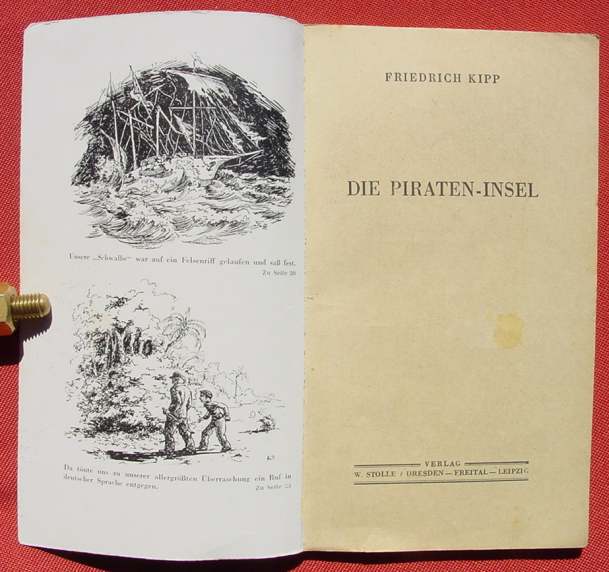 Unsere „Schwalbe“ war auf ein Felsenriff gelaufen und saß fest.
Zu Seite 20
Da tönte uns zu unserer allergrößten Überraschung ein Ruf in
deutscher Sprache entgegen.
Zu Seite 53
FRIEDRICH KIPP
DIE PIRATEN-INSEL
VERLAG
W. STOLLE / DRESDEN — FREITAL — LEIPZIG